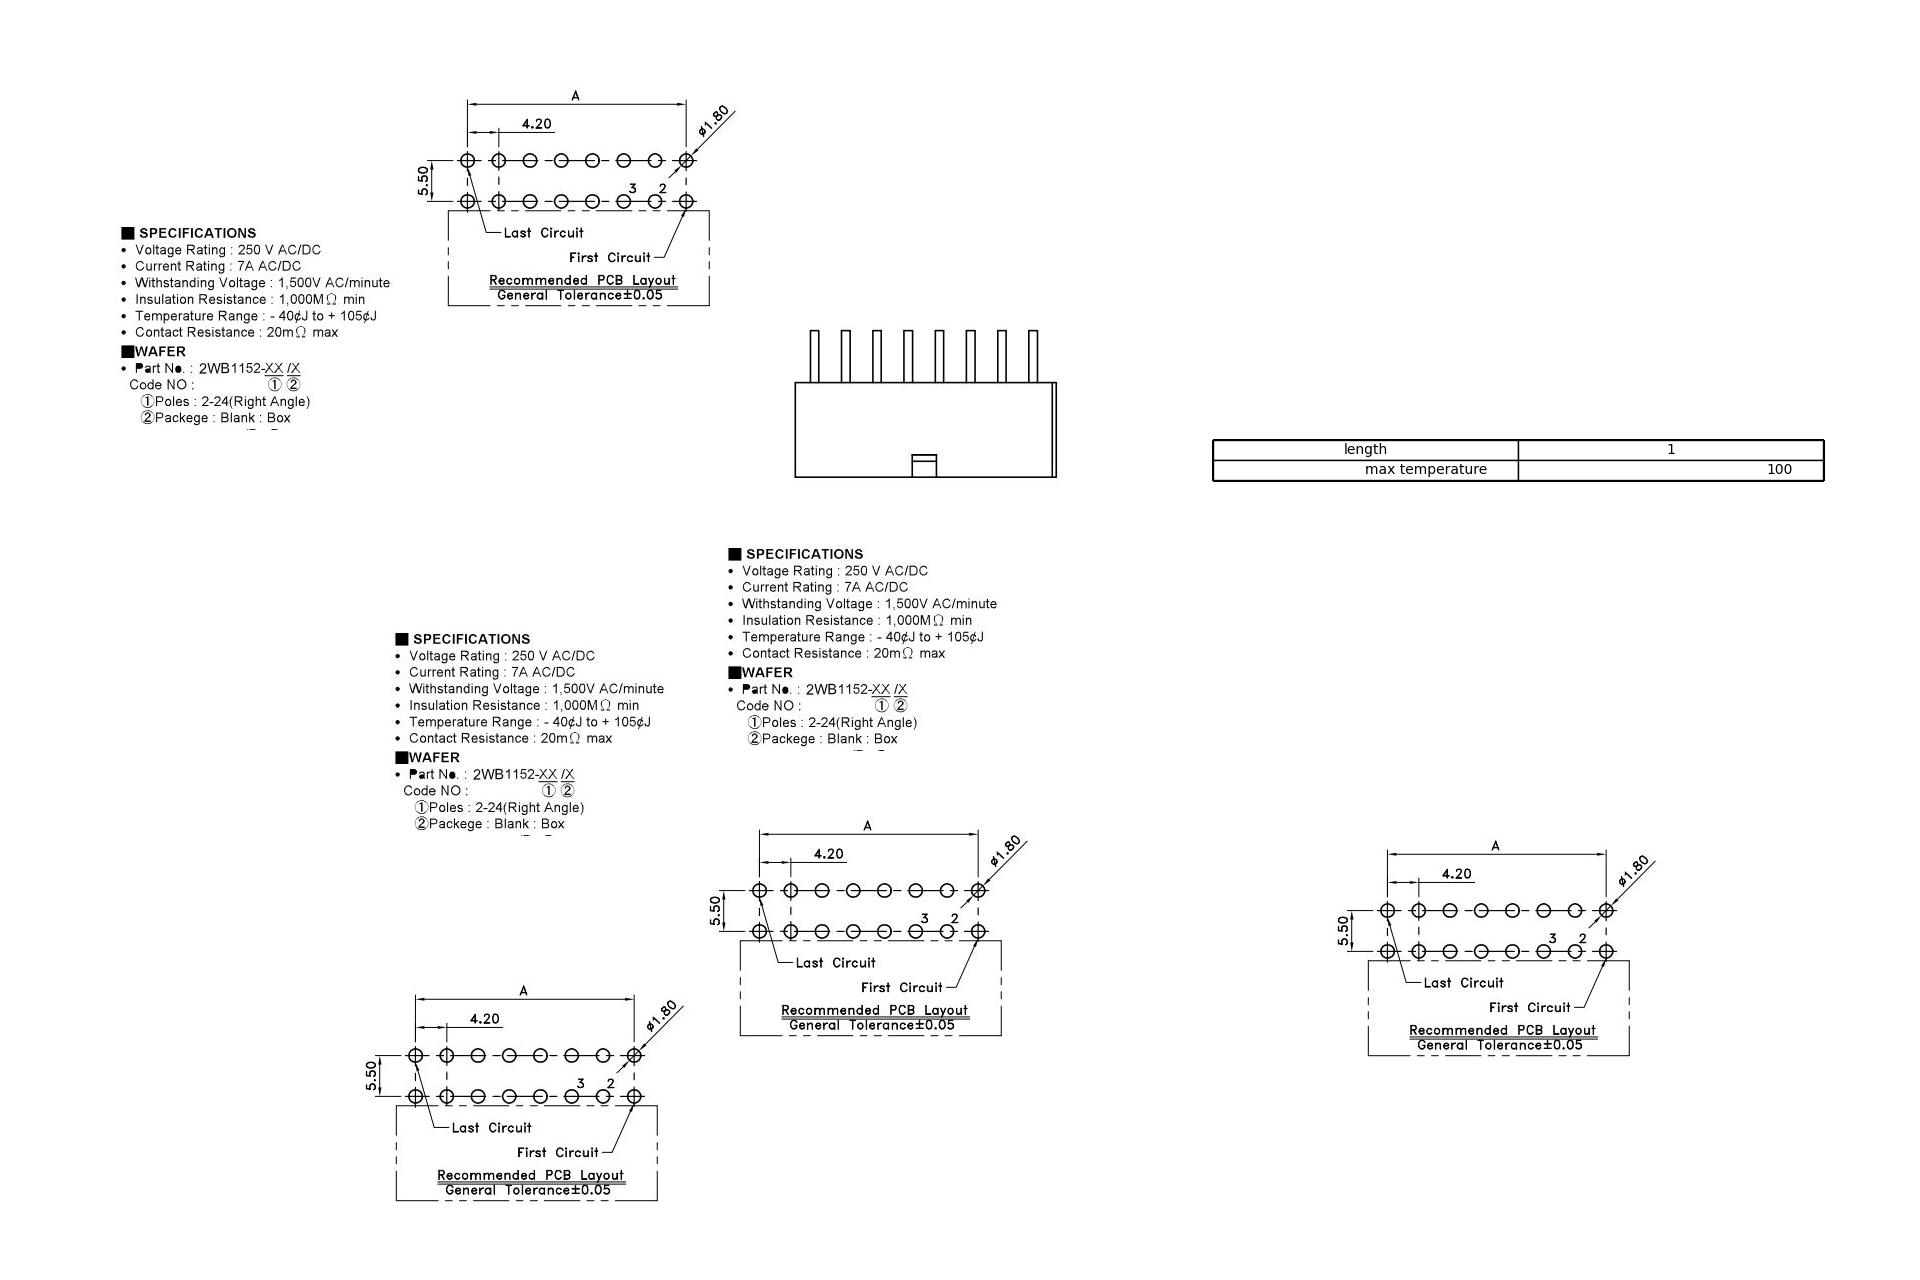 A
4.20
ø1.80
5.50
3 2
Last Circuit
First Circuit
Recommended PCB Layout
General Tolerance±0.05
■ SPECIFICATIONS
• Voltage Rating : 250 V AC/DC
• Current Rating : 7A AC/DC
• Withstanding Voltage : 1,500V AC/minute
• Insulation Resistance : 1,000MΩ min
• Temperature Range : - 40¢J to + 105¢J
• Contact Resistance : 20mΩ max
■WAFER
• Part No. : 2WB1152-XX /X
Code NO : ① ②
①Poles : 2-24(Right Angle)
②Packege : Blank : Box
length 1
max temperature 100
■ SPECIFICATIONS
• Voltage Rating : 250 V AC/DC
• Current Rating : 7A AC/DC
• Withstanding Voltage : 1,500V AC/minute
• Insulation Resistance : 1,000MΩ min
• Temperature Range : - 40¢J to + 105¢J
• Contact Resistance : 20mΩ max
■WAFER
• Part No. : 2WB1152-XX /X
Code NO : ① ②
①Poles : 2-24(Right Angle)
②Packege : Blank : Box
■ SPECIFICATIONS
• Voltage Rating : 250 V AC/DC
• Current Rating : 7A AC/DC
• Withstanding Voltage : 1,500V AC/minute
• Insulation Resistance : 1,000MΩ min
• Temperature Range : - 40¢J to + 105¢J
• Contact Resistance : 20mΩ max
■WAFER
• Part No. : 2WB1152-XX /X
Code NO : ① ②
①Poles : 2-24(Right Angle)
②Packege : Blank : Box
A
4.20
ø1.80
5.50
3 2
Last Circuit
First Circuit
Recommended PCB Layout
General Tolerance±0.05
A
4.20
ø1.80
5.50
3 2
Last Circuit
First Circuit
Recommended PCB Layout
General Tolerance±0.05
A
4.20
ø1.80
5.50
3 2
Last Circuit
First Circuit
Recommended PCB Layout
General Tolerance±0.05